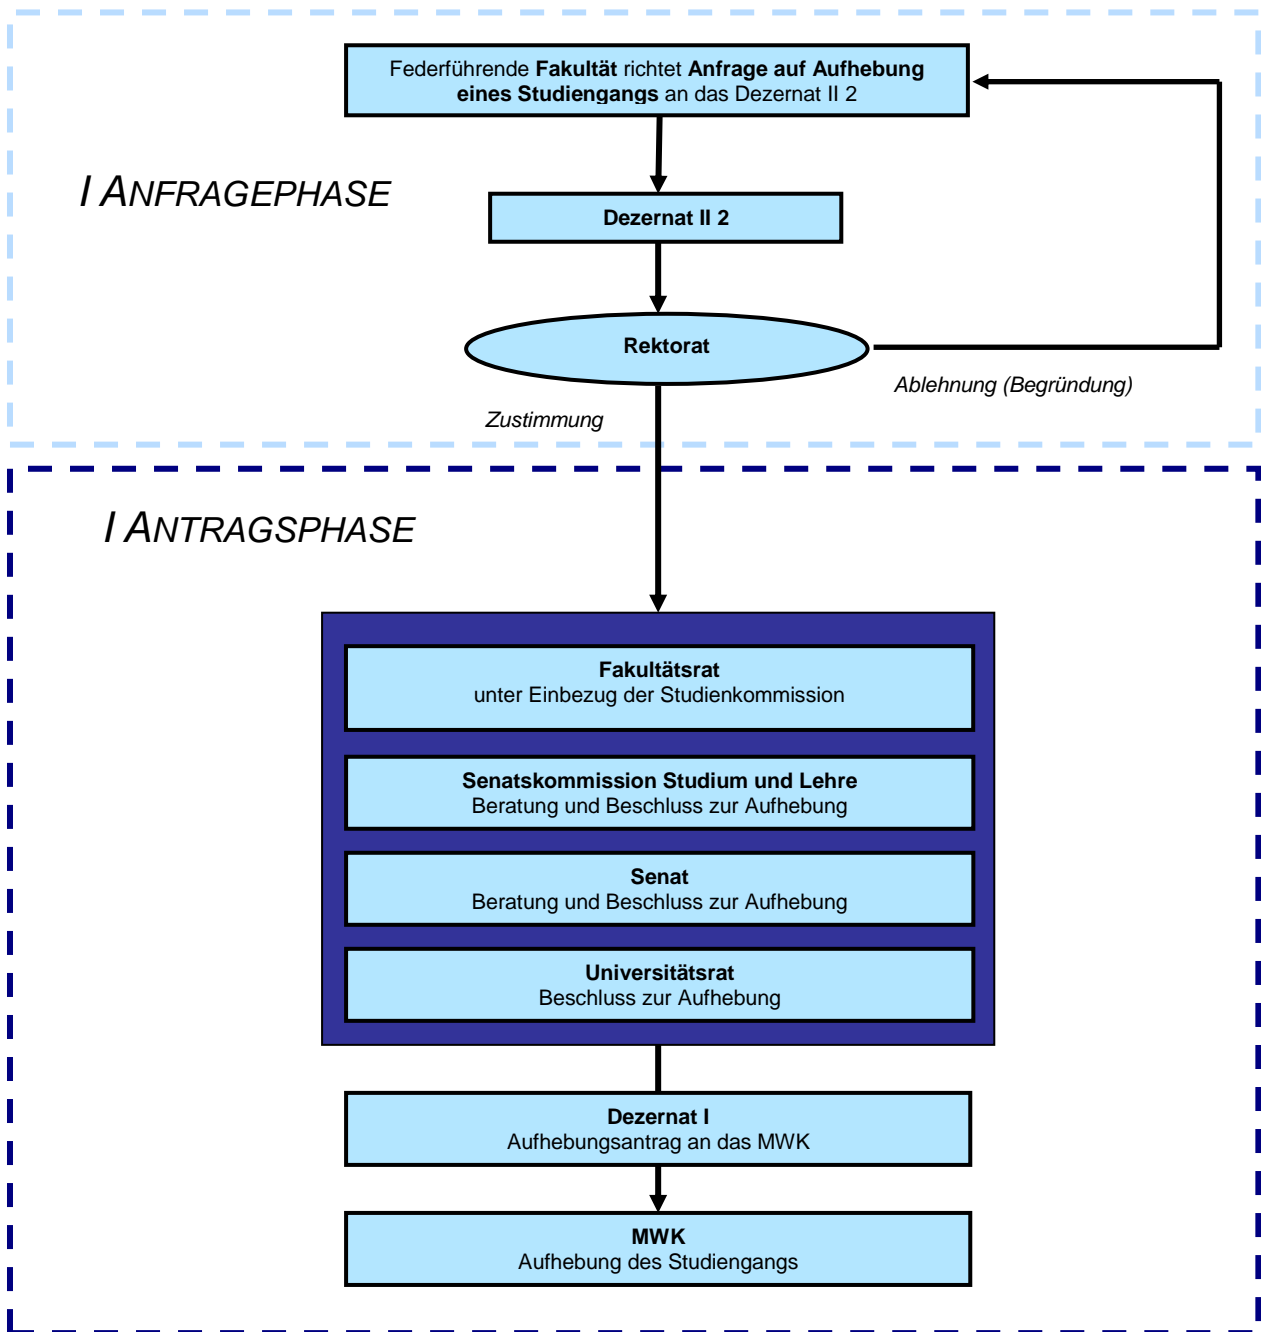 Federführende Fakultät richtet Anfrage auf Aufhebung
eines Studiengangs an das Dezernat II 2
I ANFRAGEPHASE
Dezernat II 2
Rektorat
Ablehnung (Begründung)
Zustimmung
I ANTRAGSPHASE
Fakultätsrat
unter Einbezug der Studienkommission
Senatskommission Studium und Lehre
Beratung und Beschluss zur Aufhebung
Senat
Beratung und Beschluss zur Aufhebung
Universitätsrat
Beschluss zur Aufhebung
Dezernat I
Aufhebungsantrag an das MWK
MWK
Aufhebung des Studiengangs